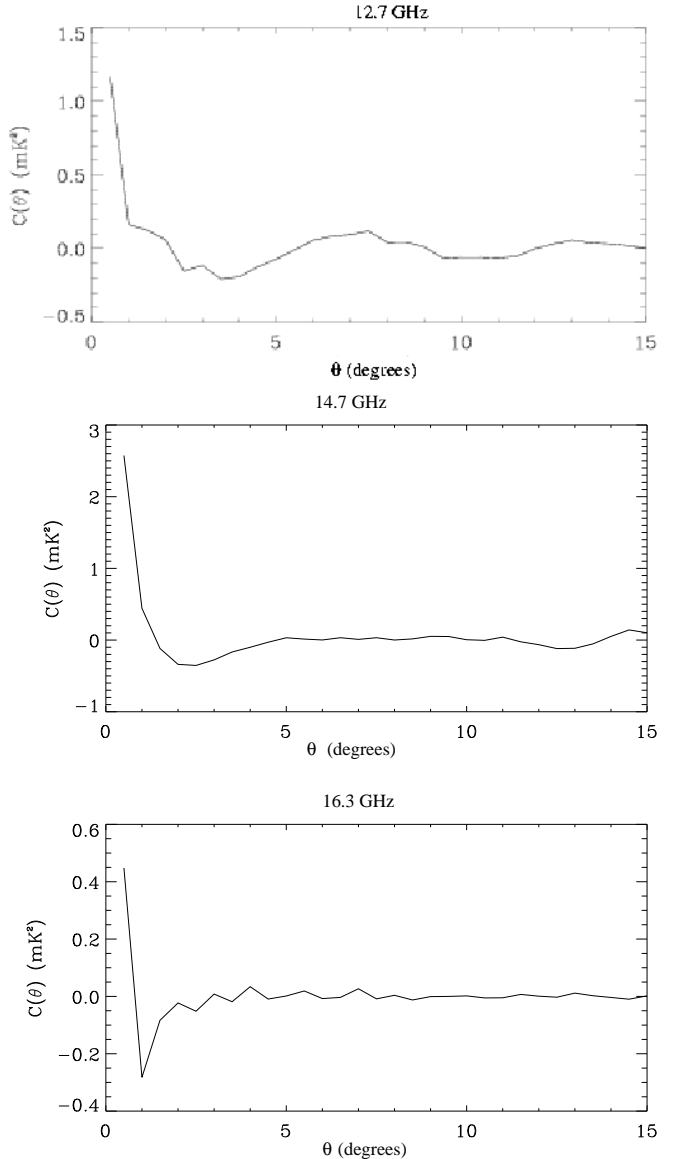 12.7 GHz
1.5
1.0
0.5
0.0
−0.5
C(θ) (mK²)
0 5 10 15
θ (degrees)
14.7 GHz
3
2
1
0
−1
C(θ) (mK²)
0 5 10 15
θ (degrees)
16.3 GHz
0.6
0.4
0.2
0.0
−0.2
−0.4
C(θ) (mK²)
0 5 10 15
θ (degrees)